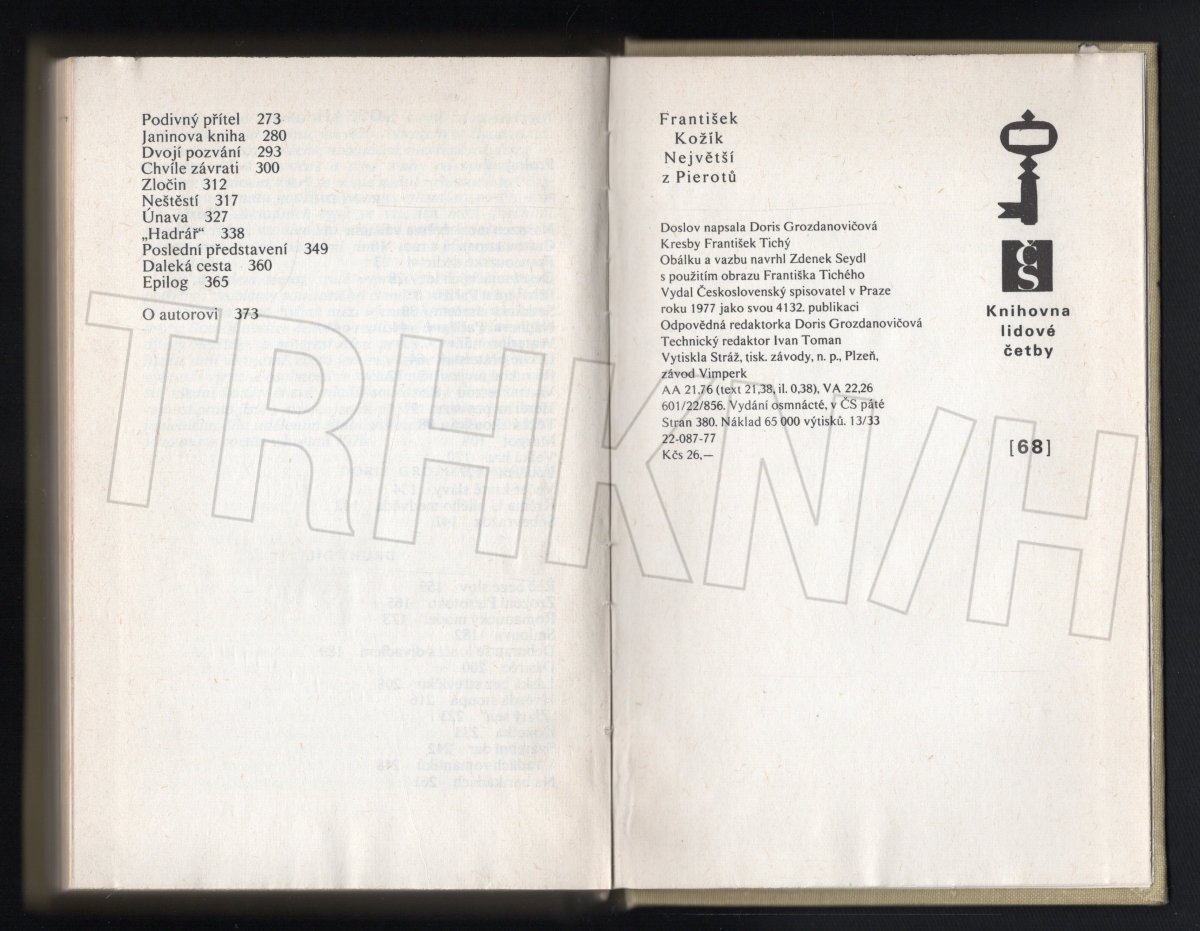 Podivný přítel 273
Janinova kniha 280
Dvojí pozvání 293
Chvíle závrati 300
Zločin 312
Neštěstí 317
Únava 327
„Hadrář“ 338
Poslední představení 349
Daleká cesta 360
Epilog 365
O autorovi 373
František
Kožík
Největší
z Pierotů
Doslov napsala Doris Grozdanovičová
Kresby František Tichý
Obálku a vazbu navrhl Zdenek Seydl
s použitím obrazu Františka Tichého
Vydal Československý spisovatel v Praze
roku 1977 jako svou 4132. publikaci
Odpovědná redaktorka Doris Grozdanovičová
Technický redaktor Ivan Toman
Vytiskla Stráž, tisk. závody, n. p., Plzeň,
závod Vimperk
AA 21,76 (text 21,38, il. 0,38), VA 22,26
601/22/856. Vydání osmnácté, v ČS páté
Stran 380. Náklad 65 000 výtisků. 13/33
22-087-77
Kčs 26,—
ČS
Knihovna
lidové
četby
[68]
TRHKNIH